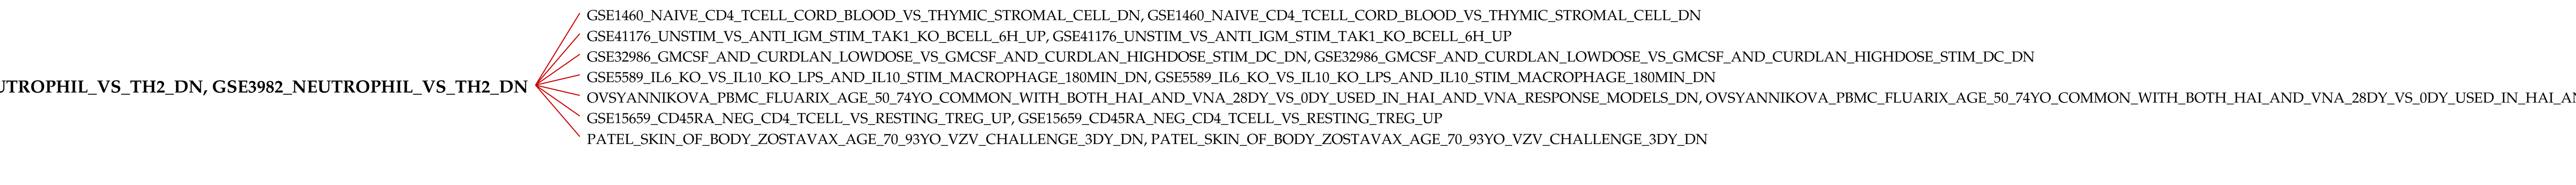 GSE1460_NAIVE_CD4_TCELL_CORD_BLOOD_VS_THYMIC_STROMAL_CELL_DN, GSE1460_NAIVE_CD4_TCELL_CORD_BLOOD_VS_THYMIC_STROMAL_CELL_DN
GSE41176_UNSTIM_VS_ANTI_IGM_STIM_TAK1_KO_BCELL_6H_UP, GSE41176_UNSTIM_VS_ANTI_IGM_STIM_TAK1_KO_BCELL_6H_UP
GSE32986_GMCSF_AND_CURDLAN_LOWDOSE_VS_GMCSF_AND_CURDLAN_HIGHDOSE_STIM_DC_DN, GSE32986_GMCSF_AND_CURDLAN_LOWDOSE_VS_GMCSF_AND_CURDLAN_HIGHDOSE_STIM_DC_DN
GSE5589_IL6_KO_VS_IL10_KO_LPS_AND_IL10_STIM_MACROPHAGE_180MIN_DN, GSE5589_IL6_KO_VS_IL10_KO_LPS_AND_IL10_STIM_MACROPHAGE_180MIN_DN
UTROPHIL_VS_TH2_DN, GSE3982_NEUTROPHIL_VS_TH2_DN
OVSYANNIKOVA_PBMC_FLUARIX_AGE_50_74YO_COMMON_WITH_BOTH_HAI_AND_VNA_28DY_VS_0DY_USED_IN_HAI_AND_VNA_RESPONSE_MODELS_DN, OVSYANNIKOVA_PBMC_FLUARIX_AGE_50_74YO_COMMON_WITH_BOTH_HAI_AND_VNA_28DY_VS_0DY_USED_IN_HAI_AN
GSE15659_CD45RA_NEG_CD4_TCELL_VS_RESTING_TREG_UP, GSE15659_CD45RA_NEG_CD4_TCELL_VS_RESTING_TREG_UP
PATEL_SKIN_OF_BODY_ZOSTAVAX_AGE_70_93YO_VZV_CHALLENGE_3DY_DN, PATEL_SKIN_OF_BODY_ZOSTAVAX_AGE_70_93YO_VZV_CHALLENGE_3DY_DN